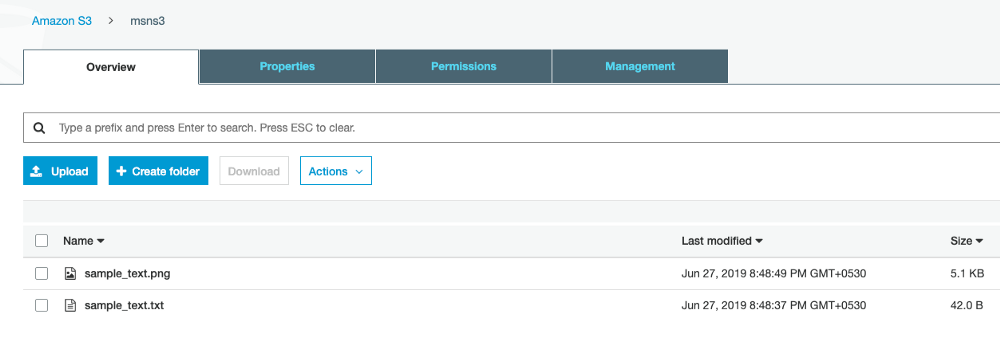 Amazon S3 > msns3
Overview Properties Permissions Management
Type a prefix and press Enter to search. Press ESC to clear.
Upload + Create folder Download Actions
Name Last modified Size
sample_text.png Jun 27, 2019 8:48:49 PM GMT+0530 5.1 KB
sample_text.txt Jun 27, 2019 8:48:37 PM GMT+0530 42.0 B